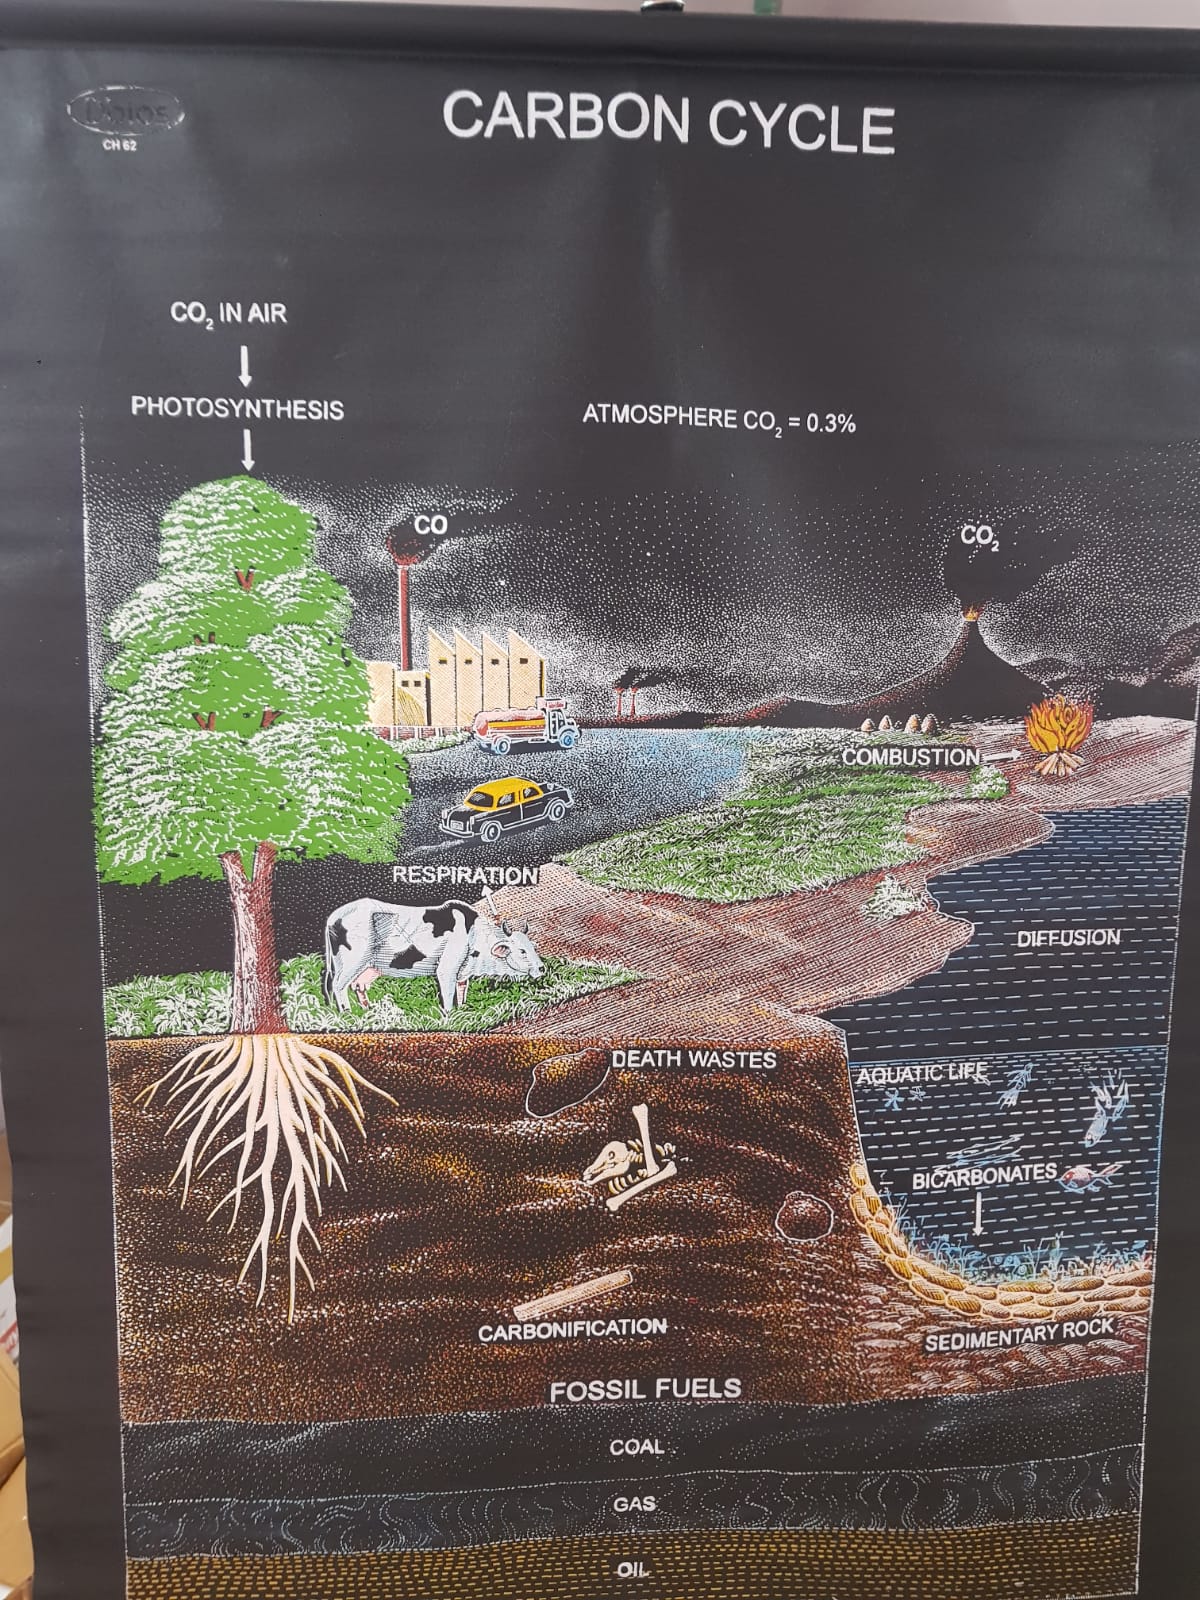 CH 62
CARBON CYCLE
CO₂ IN AIR
PHOTOSYNTHESIS
ATMOSPHERE CO₂ = 0.3%
CO
CO₂
COMBUSTION
RESPIRATION
DIFFUSION
DEATH WASTES
AQUATIC LIFE
BICARBONATES
CARBONIFICATION
SEDIMENTARY ROCK
FOSSIL FUELS
COAL
GAS
OIL